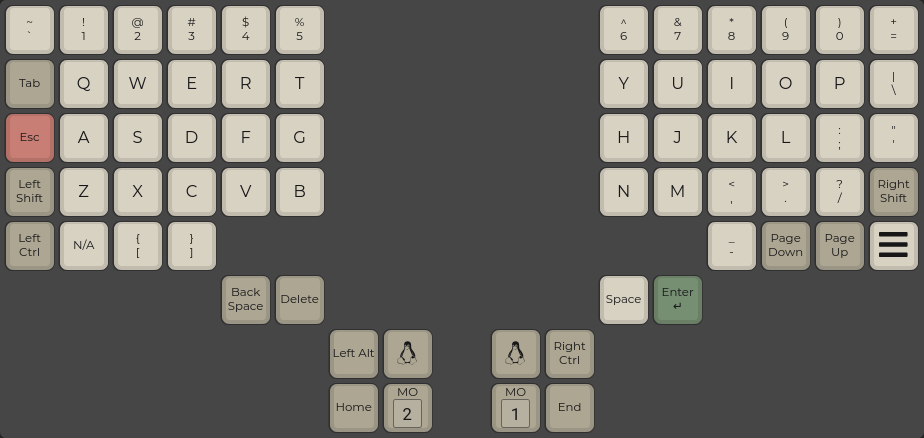 ~ ! @ # $ % ^ & * ( ) +
` 1 2 3 4 5 6 7 8 9 0 =
Tab Q W E R T Y U I O P | \
Esc A S D F G H J K L : ; " '
Left Shift Z X C V B N M < , > . ? / Right Shift
Left Ctrl N/A { [ } ] _ - Page Down Page Up
Back Space Delete Space Enter ↵
Left Alt Right Ctrl
Home MO 2 MO 1 End